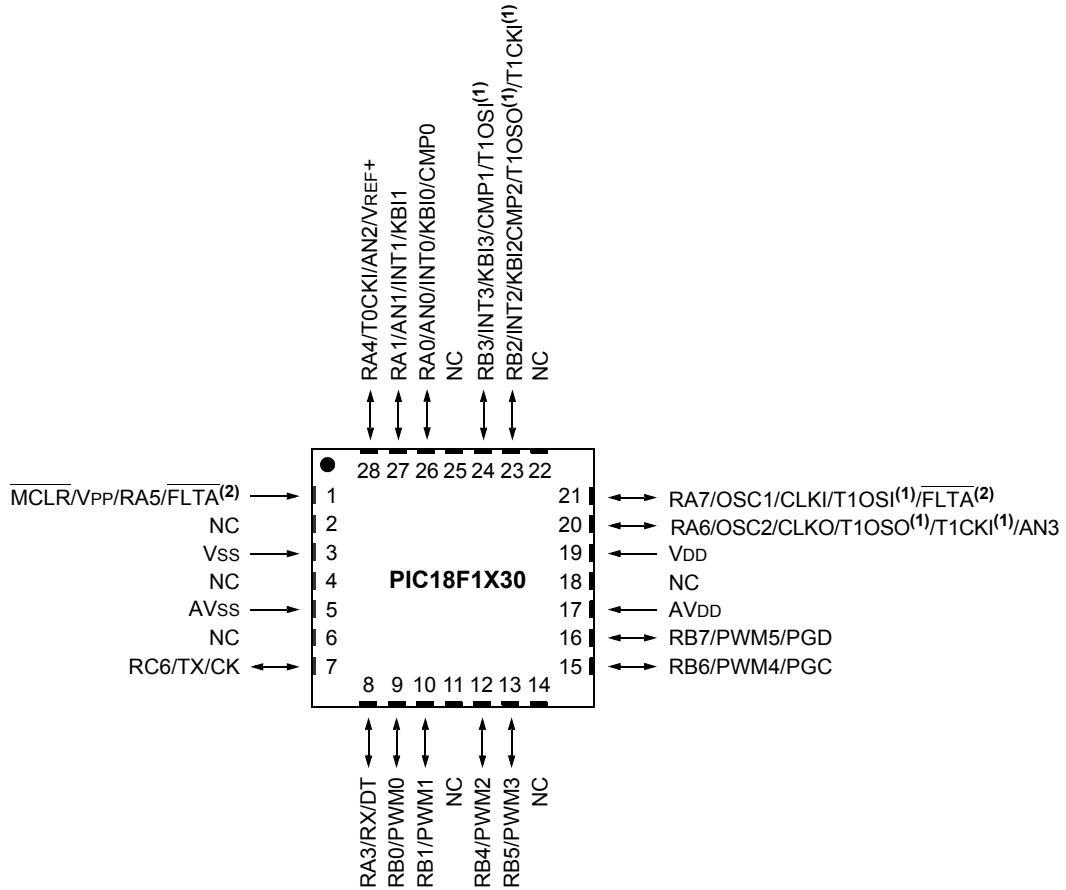 RA4/T0CKI/AN2/VREF+
RA1/AN1/INT1/KBI1
RA0/AN0/INT0/KBI0/CMP0
NC
RB3/INT3/KBI3/CMP1/T1OSI(1)
RB2/INT2/KBI2CMP2/T1OSO(1)/T1CKI(1)
NC
28 27 26 25 24 23 22
MCLR/VPP/RA5/FLTA(2) 1
NC 2
VSS 3
NC 4
AVSS 5
NC 6
RC6/TX/CK 7
PIC18F1X30
21 RA7/OSC1/CLKI/T1OSI(1)/FLTA(2)
20 RA6/OSC2/CLKO/T1OSO(1)/T1CKI(1)/AN3
19 VDD
18 NC
17 AVDD
16 RB7/PWM5/PGD
15 RB6/PWM4/PGC
8 9 10 11 12 13 14
RA3/RX/DT
RB0/PWM0
RB1/PWM1
NC
RB4/PWM2
RB5/PWM3
NC